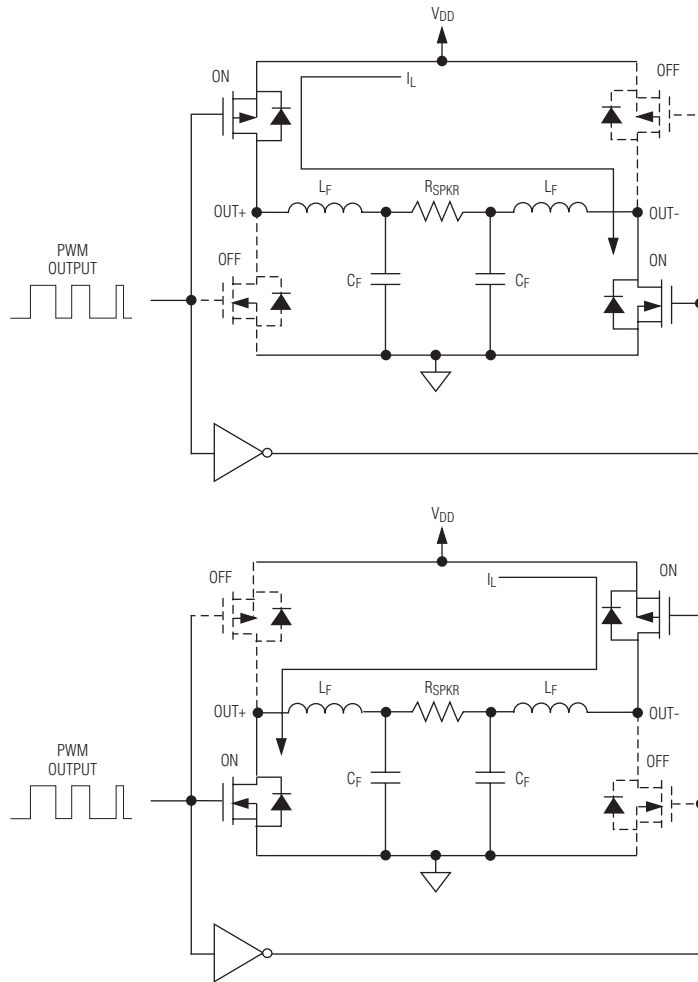 VDD
ON
IL
OFF
LF
RSPKR
LF
OUT+
OUT-
PWM
OUTPUT
OFF
CF
CF
ON
VDD
OFF
IL
ON
LF
RSPKR
LF
OUT+
OUT-
PWM
OUTPUT
ON
CF
CF
OFF